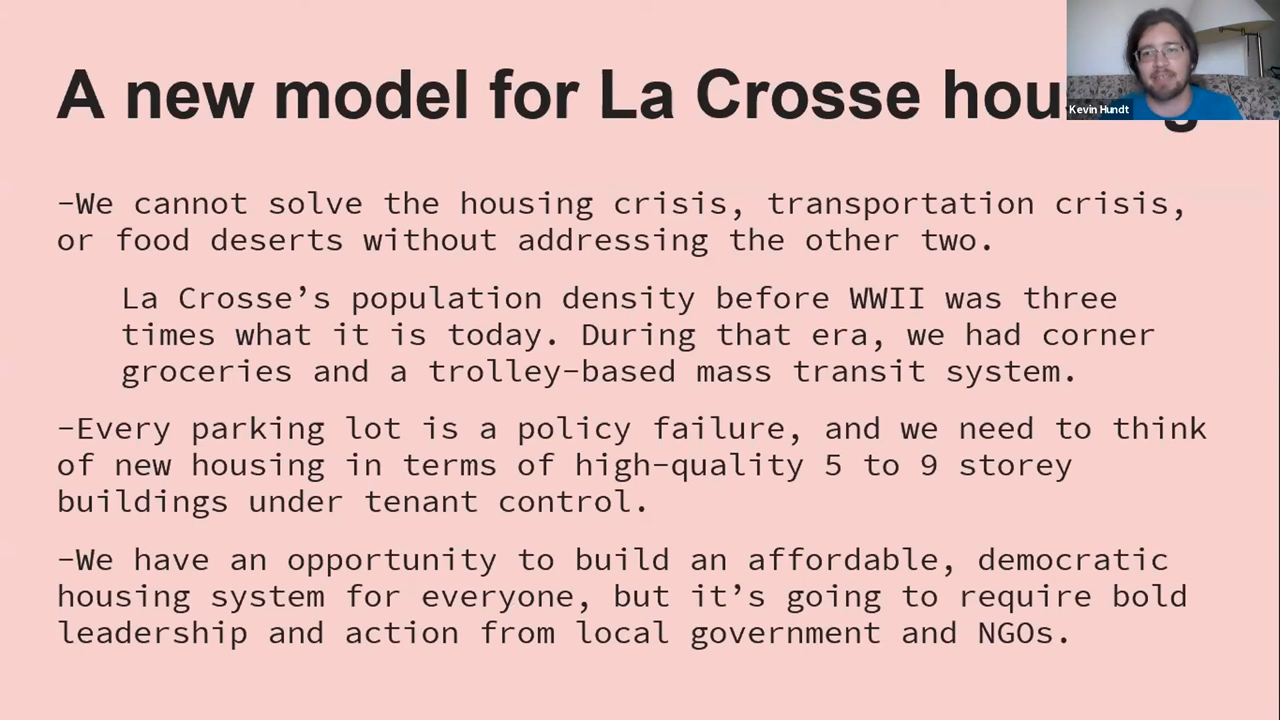 A new model for La Crosse hou
Kevin Hundt
-We cannot solve the housing crisis, transportation crisis,
or food deserts without addressing the other two.
La Crosse’s population density before WWII was three
times what it is today. During that era, we had corner
groceries and a trolley-based mass transit system.
-Every parking lot is a policy failure, and we need to think
of new housing in terms of high-quality 5 to 9 storey
buildings under tenant control.
-We have an opportunity to build an affordable, democratic
housing system for everyone, but it’s going to require bold
leadership and action from local government and NGOs.